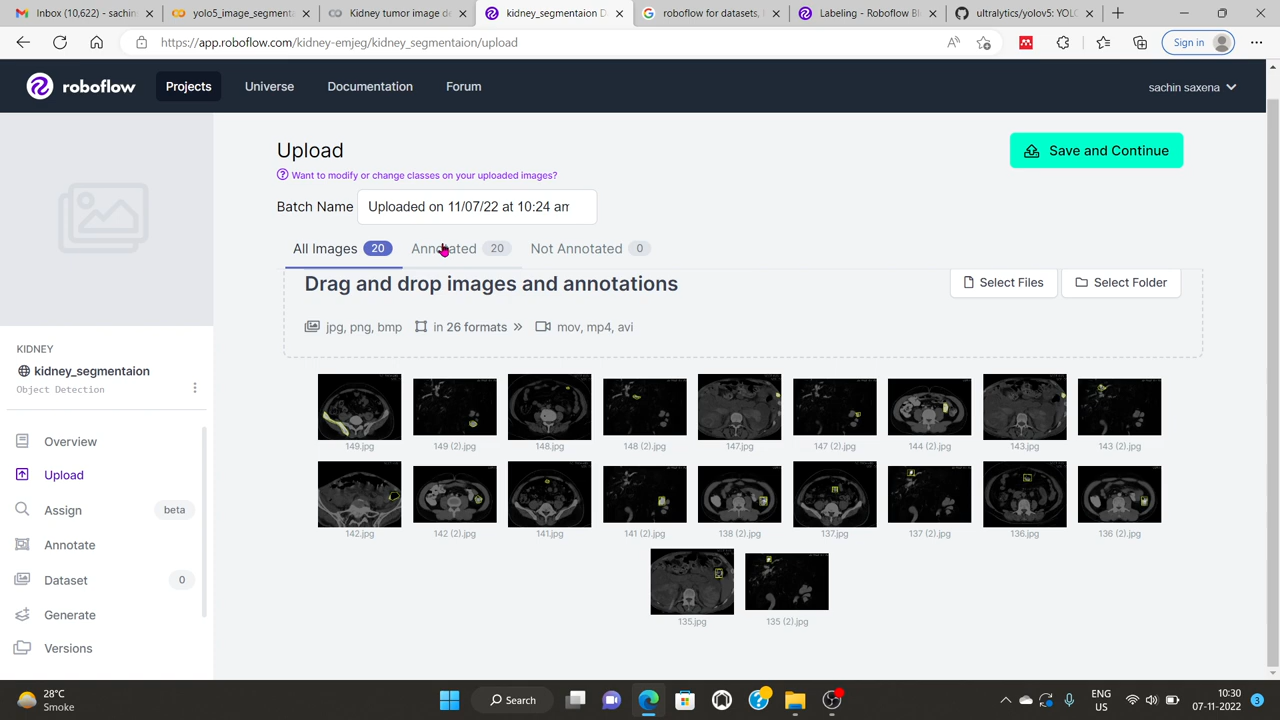 Inbox (10,622) - sachin
yolo5_image_segmenta
Kidney tumor image d
kidney_segmentaion D
roboflow for datasets, l
Labeling - Roboflow Bl
ultralytics/yolov5: YOLO
https://app.roboflow.com/kidney-emjeg/kidney_segmentaion/upload
Sign in
roboflow
Projects
Universe
Documentation
Forum
sachin saxena
Upload
Save and Continue
Want to modify or change classes on your uploaded images?
Batch Name
Uploaded on 11/07/22 at 10:24 am
All Images 20
Annotated 20
Not Annotated 0
Drag and drop images and annotations
Select Files
Select Folder
jpg, png, bmp
in 26 formats »
mov, mp4, avi
KIDNEY
kidney_segmentaion
Object Detection
Overview
Upload
Assign beta
Annotate
Dataset 0
Generate
Versions
149.jpg 149 (2).jpg 148.jpg 148 (2).jpg 147.jpg 147 (2).jpg 144 (2).jpg 143.jpg 143 (2).jpg
142.jpg 142 (2).jpg 141.jpg 141 (2).jpg 138 (2).jpg 137.jpg 137 (2).jpg 136.jpg 136 (2).jpg
135.jpg 135 (2).jpg
28°C
Smoke
Search
ENG
US
10:30
07-11-2022
3